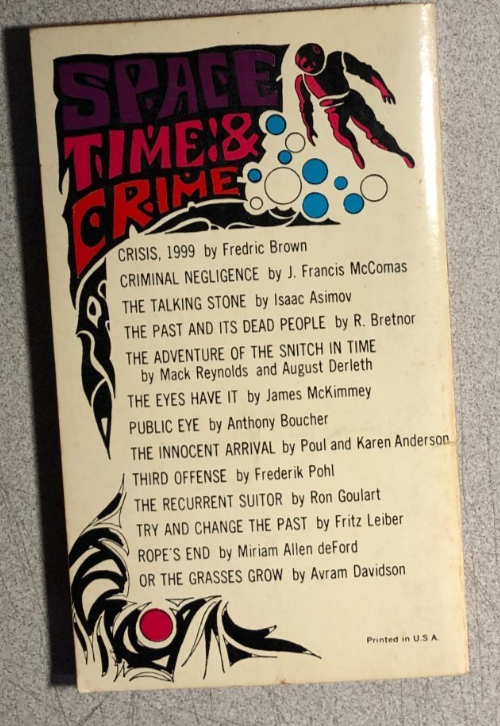 SPACE
TIME & 
CRIME
CRISIS, 1999 by Fredric Brown
CRIMINAL NEGLIGENCE by J. Francis McComas
THE TALKING STONE by Isaac Asimov
THE PAST AND ITS DEAD PEOPLE by R. Bretnor
THE ADVENTURE OF THE SNITCH IN TIME
by Mack Reynolds and August Derleth
THE EYES HAVE IT by James McKimmey
PUBLIC EYE by Anthony Boucher
THE INNOCENT ARRIVAL by Poul and Karen Anderson
THIRD OFFENSE by Frederik Pohl
THE RECURRENT SUITOR by Ron Goulart
TRY AND CHANGE THE PAST by Fritz Leiber
ROPE'S END by Miriam Allen deFord
OR THE GRASSES GROW by Avram Davidson
Printed in U.S.A.